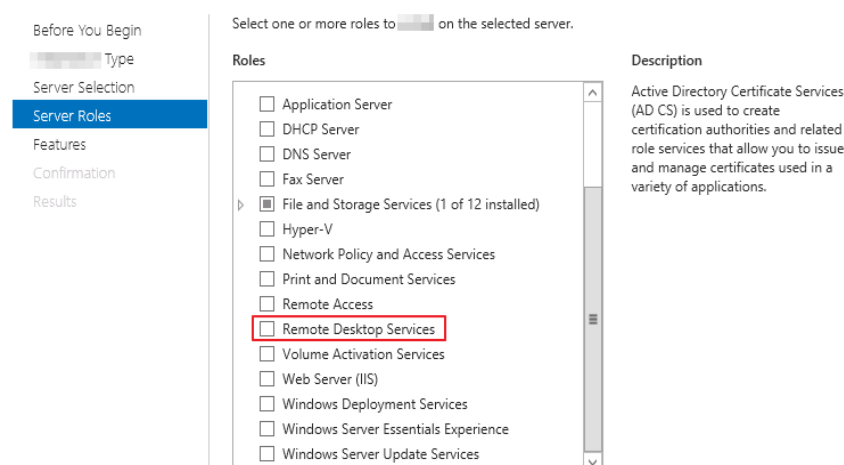 Before You Begin
Type
Server Selection
Server Roles
Features
Confirmation
Results
Select one or more roles to on the selected server.
Roles
Application Server
DHCP Server
DNS Server
Fax Server
File and Storage Services (1 of 12 installed)
Hyper-V
Network Policy and Access Services
Print and Document Services
Remote Access
Remote Desktop Services
Volume Activation Services
Web Server (IIS)
Windows Deployment Services
Windows Server Essentials Experience
Windows Server Update Services
Description
Active Directory Certificate Services
(AD CS) is used to create
certification authorities and related
role services that allow you to issue
and manage certificates used in a
variety of applications.